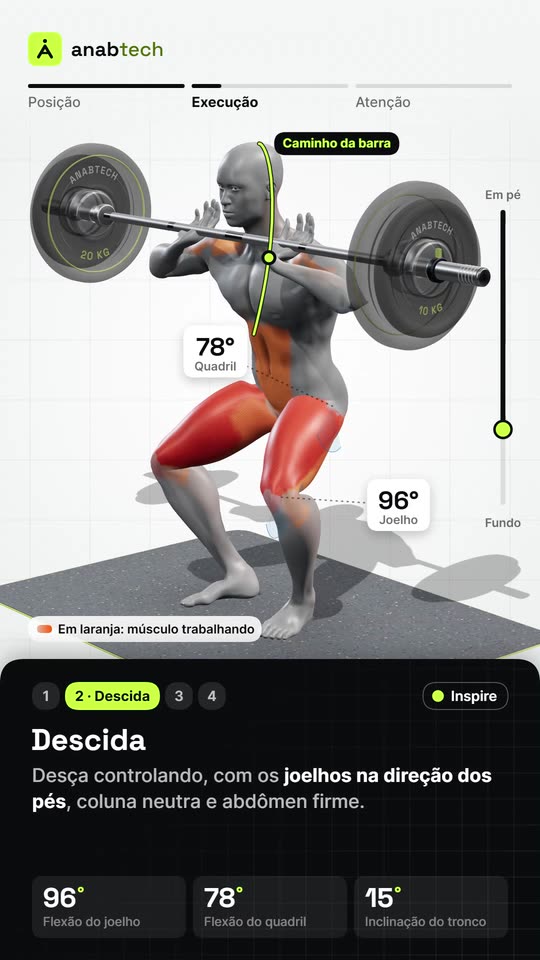 anabtech
Posição
Execução
Atenção
Caminho da barra
ANABTECH
20 KG
Em pé
ANABTECH
10 KG
78°
Quadril
96°
Joelho
Fundo
Em laranja: músculo trabalhando
1
2 · Descida
3
4
Inspire
Descida
Desça controlando, com os joelhos na direção dos
pés, coluna neutra e abdômen firme.
96°
Flexão do joelho
78°
Flexão do quadril
15°
Inclinação do tronco